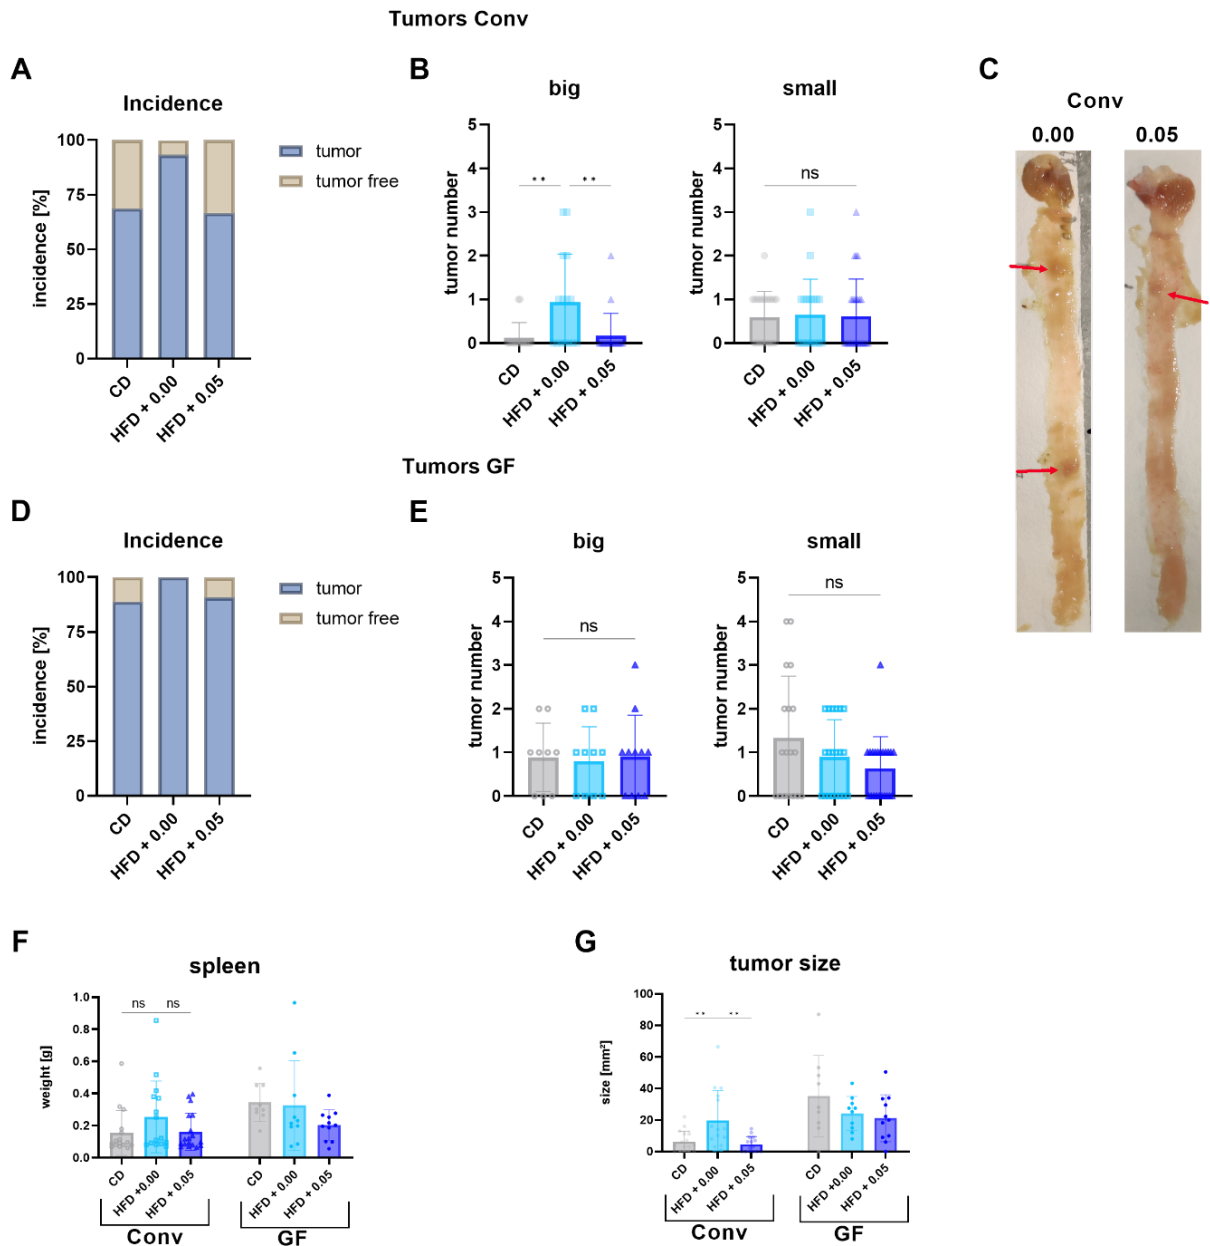 Tumors Conv
A
Incidence
incidence [%]
100
75
50
25
0
CD
HFD + 0.00
HFD + 0.05
tumor
tumor free
B
big
tumor number
5
4
3
2
1
0
**
**
CD
HFD + 0.00
HFD + 0.05
small
tumor number
5
4
3
2
1
0
ns
CD
HFD + 0.00
HFD + 0.05
C
Conv
0.00
0.05
Tumors GF
D
Incidence
incidence [%]
100
75
50
25
0
CD
HFD + 0.00
HFD + 0.05
tumor
tumor free
E
big
tumor number
5
4
3
2
1
0
ns
CD
HFD + 0.00
HFD + 0.05
small
tumor number
5
4
3
2
1
0
ns
CD
HFD + 0.00
HFD + 0.05
F
spleen
weight [g]
1.0
0.8
0.6
0.4
0.2
0.0
ns
ns
CD
HFD +0.00
HFD + 0.05
CD
HFD + 0.00
HFD + 0.05
Conv
GF
G
tumor size
size [mm²]
100
80
60
40
20
0
**
**
CD
HFD + 0.00
HFD + 0.05
CD
HFD +0.00
HFD + 0.05
Conv
GF